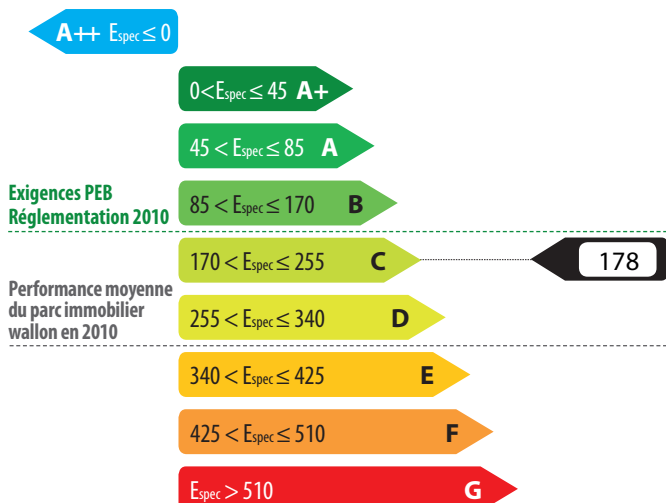 A++ Espec ≤ 0
0<Espec ≤ 45 A+
45 < Espec ≤ 85 A
Exigences PEB
Réglementation 2010
85 < Espec ≤ 170 B
170 < Espec ≤ 255 C
178
Performance moyenne
du parc immobilier
wallon en 2010
255 < Espec ≤ 340 D
340 < Espec ≤ 425 E
425 < Espec ≤ 510 F
Espec > 510 G